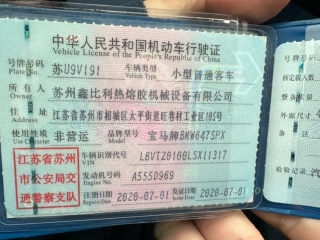 中华人民共和国机动车行驶证
Vehicle License of the People's Republic of China
号牌号码 Plate No. 苏U9V191 车辆类型 Vehicle Type 小型普通客车
所有人 Owner 苏州鑫比利热熔胶机械设备有限公司
住址 Address 江苏省苏州市相城区太平街道旺巷村工业区105号
使用性质 Use Character 非营运 品牌型号 Model 宝马牌BMW6475PX
江苏省苏州市公安局交通警察支队
车辆识别代号 VIN
发动机号码 Engine No. A555D969
注册日期 Register Date 2020-07-01 发证日期 Issue Date 2020-07-01